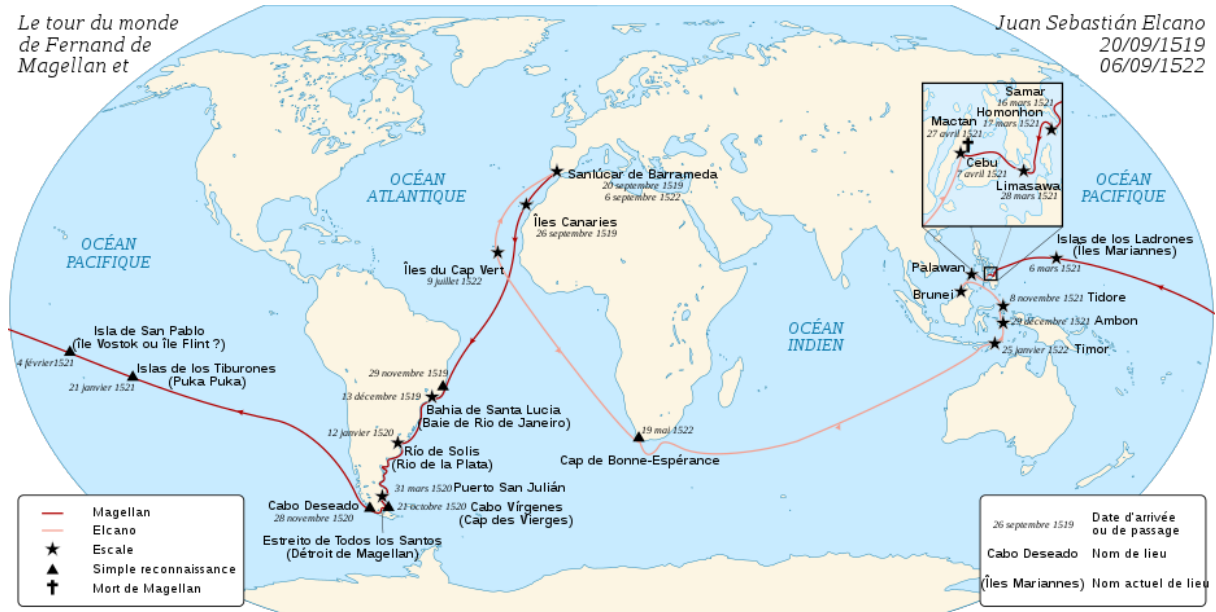 Le tour du monde
de Fernand de
Magellan et
Juan Sebastián Elcano
20/09/1519
06/09/1522
Samar
16 mars 1521
Homonhon
17 mars 1521
Mactan
27 avril 1521
Cebu
7 avril 1521
Limasawa
28 mars 1521
OCÉAN
ATLANTIQUE
Sanlúcar de Barrameda
20 septembre 1519
6 septembre 1522
OCÉAN
PACIFIQUE
Îles Canaries
26 septembre 1519
OCÉAN
PACIFIQUE
Islas de los Ladrones
(Îles Mariannes)
6 mars 1521
Îles du Cap Vert
9 juillet 1522
Palawan
Brunei
8 novembre 1521 Tidore
29 décembre 1521 Ambon
25 janvier 1522 Timor
OCÉAN
INDIEN
Isla de San Pablo
(île Vostok ou île Flint ?)
4 février1521
Islas de los Tiburones
(Puka Puka)
21 janvier 1521
29 novembre 1519
13 décembre 1519
Bahia de Santa Lucia
(Baie de Rio de Janeiro)
12 janvier 1520
Río de Solis
(Rio de la Plata)
19 mai 1522
Cap de Bonne-Espérance
31 mars 1520 Puerto San Julián
Cabo Deseado
28 novembre 1520
21 octobre 1520 Cabo Vírgenes
(Cap des Vierges)
Estreito de Todos los Santos
(Détroit de Magellan)
Magellan
Elcano
Escale
Simple reconnaissance
Mort de Magellan
26 septembre 1519 Date d'arrivée
ou de passage
Cabo Deseado Nom de lieu
(Îles Mariannes) Nom actuel de lieu